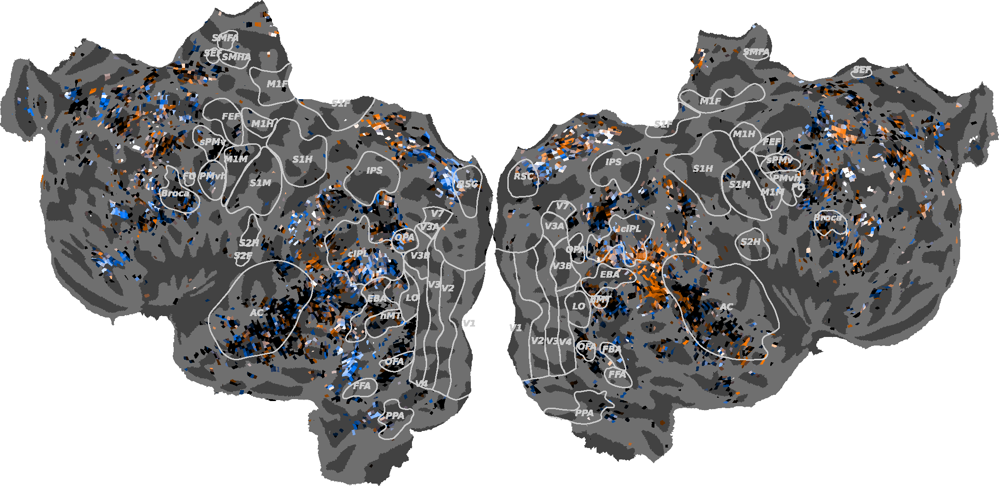 SMFA
SEF
SMHA
M1F
S1F
FEF
M1H
sPMv
M1M
S1H
IPS
FO
PMvh
S1M
RSC
Broca
V7
V3A
OPA
S2H
cIPL
S2F
V3B
V3
V2
EBA
LO
AC
hMT
V1
OFA
V4
FFA
PPA
SMFA
SEF
M1F
S1F
M1H
FEF
IPS
sPMv
RSC
S1H
PMvh
S1M
FO
M1M
V7
Broca
V3A
cIPL
S2H
OPA
V3B
EBA
hMT
LO
AC
V1
V2
V3
V4
OFA
FBA
FFA
PPA